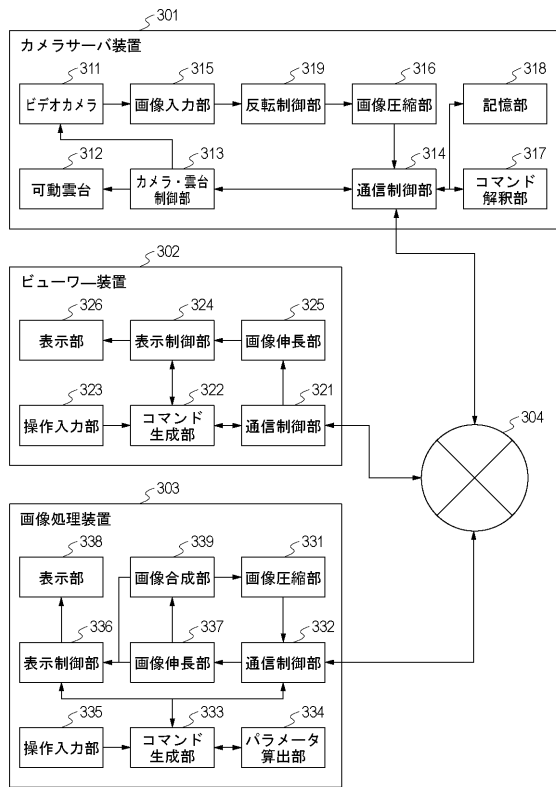 301
カメラサーバ装置
311
315
319
316
318
ビデオカメラ
画像入力部
反転制御部
画像圧縮部
記憶部
312
313
314
317
可動雲台
カメラ・雲台
制御部
通信制御部
コマンド
解釈部
302
ビューワ―装置
326
324
325
表示部
表示制御部
画像伸長部
323
322
321
操作入力部
コマンド
生成部
通信制御部
304
303
画像処理装置
338
339
331
表示部
画像合成部
画像圧縮部
336
337
332
表示制御部
画像伸長部
通信制御部
335
333
334
操作入力部
コマンド
生成部
パラメータ
算出部